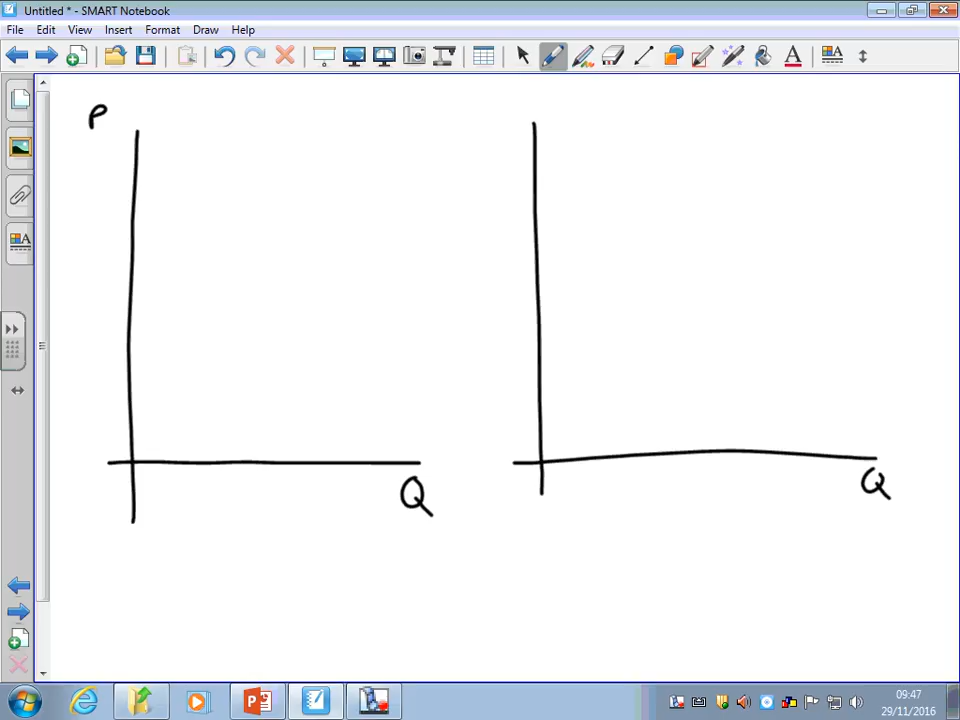 Untitled * - SMART Notebook
File Edit View Insert Format Draw Help
P
Q
Q
09:47
29/11/2016